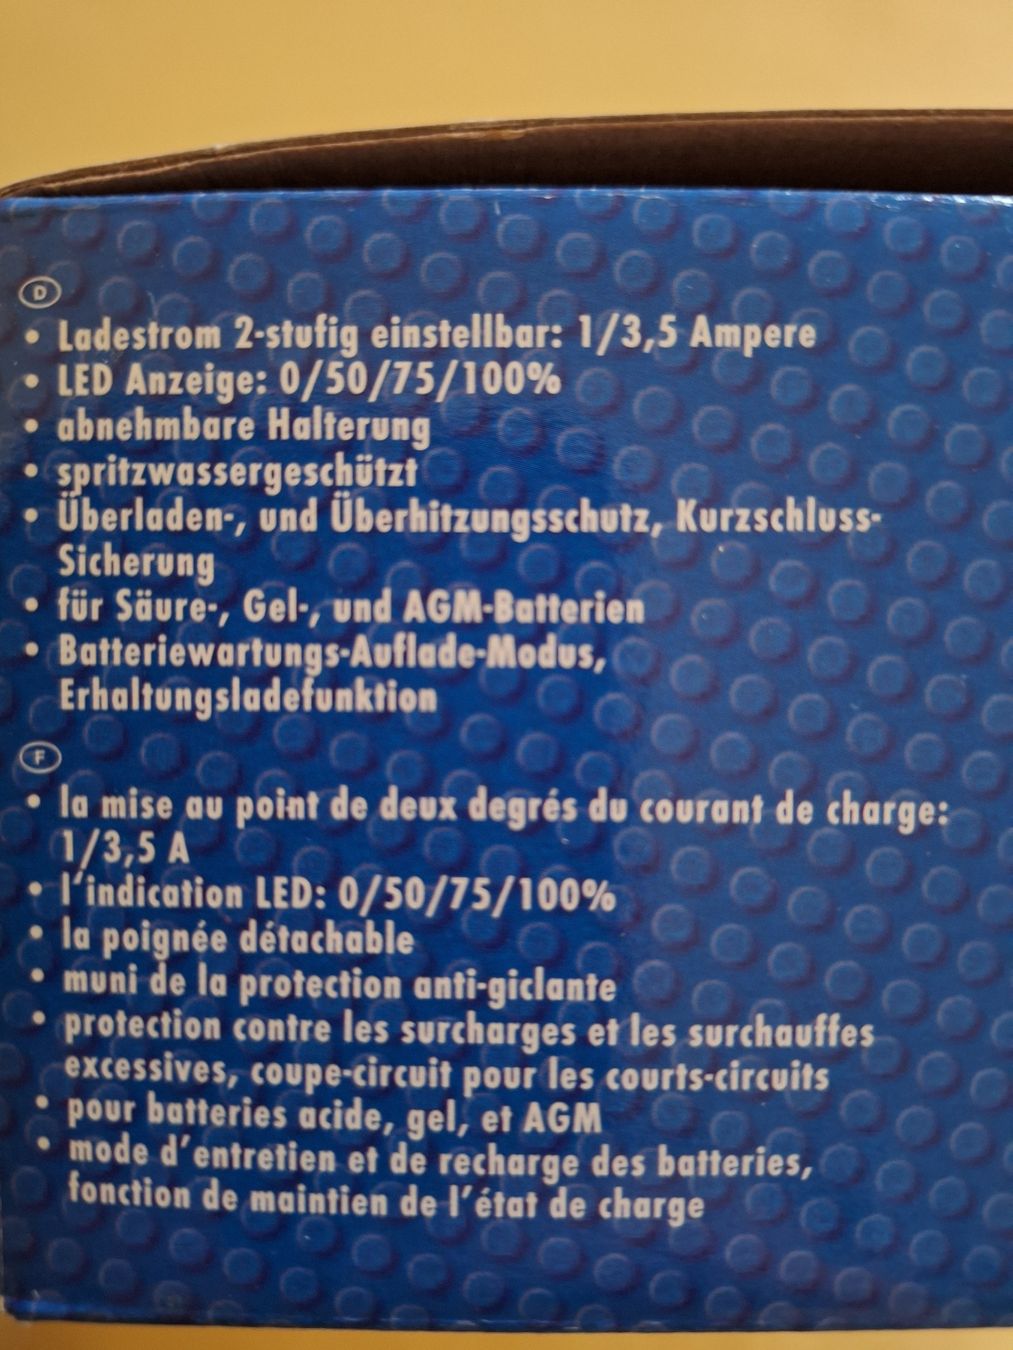 D
• Ladestrom 2-stufig einstellbar: 1/3,5 Ampere
• LED Anzeige: 0/50/75/100%
• abnehmbare Halterung
• spritzwassergeschützt
• Überladen-, und Überhitzungsschutz, Kurzschluss-
Sicherung
• für Säure-, Gel-, und AGM-Batterien
• Batteriewartungs-Auflade-Modus,
Erhaltungsladefunktion
F
• la mise au point de deux degrés du courant de charge:
1/3,5 A
• l'indication LED: 0/50/75/100%
• la poignée détachable
• muni de la protection anti-giclante
• protection contre les surcharges et les surchauffes
excessives, coupe-circuit pour les courts-circuits
• pour batteries acide, gel, et AGM
• mode d'entretien et de recharge des batteries,
fonction de maintien de l'état de charge